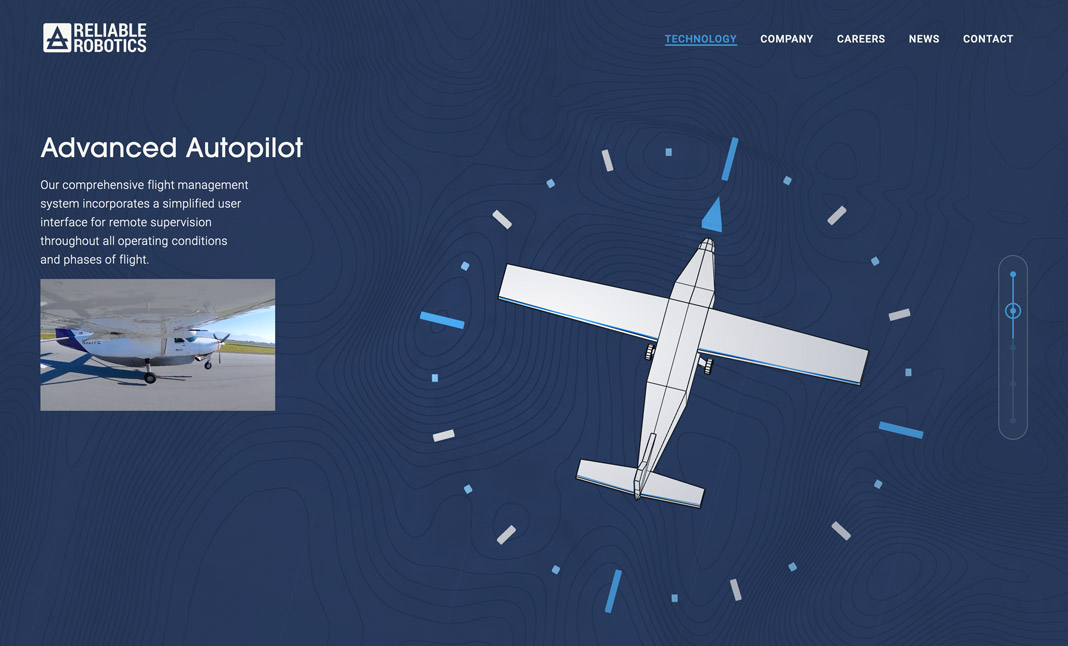 RELIABLE
ROBOTICS
TECHNOLOGY COMPANY CAREERS NEWS CONTACT
Advanced Autopilot
Our comprehensive flight management
system incorporates a simplified user
interface for remote supervision
throughout all operating conditions
and phases of flight.